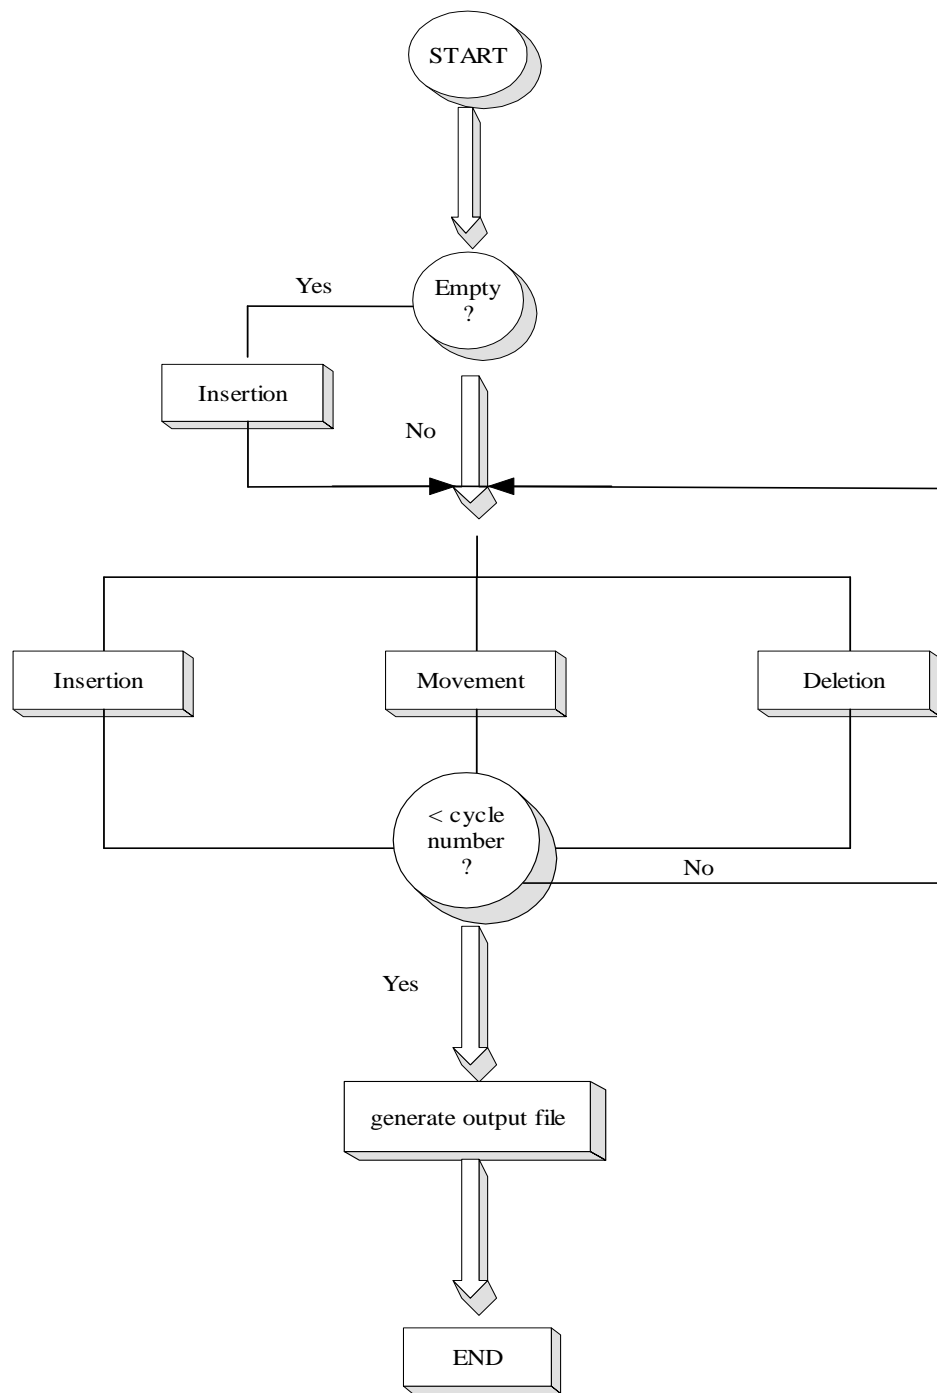 START
Yes
Empty
?
Insertion
No
Insertion
Movement
Deletion
< cycle
number
?
No
Yes
generate output file
END